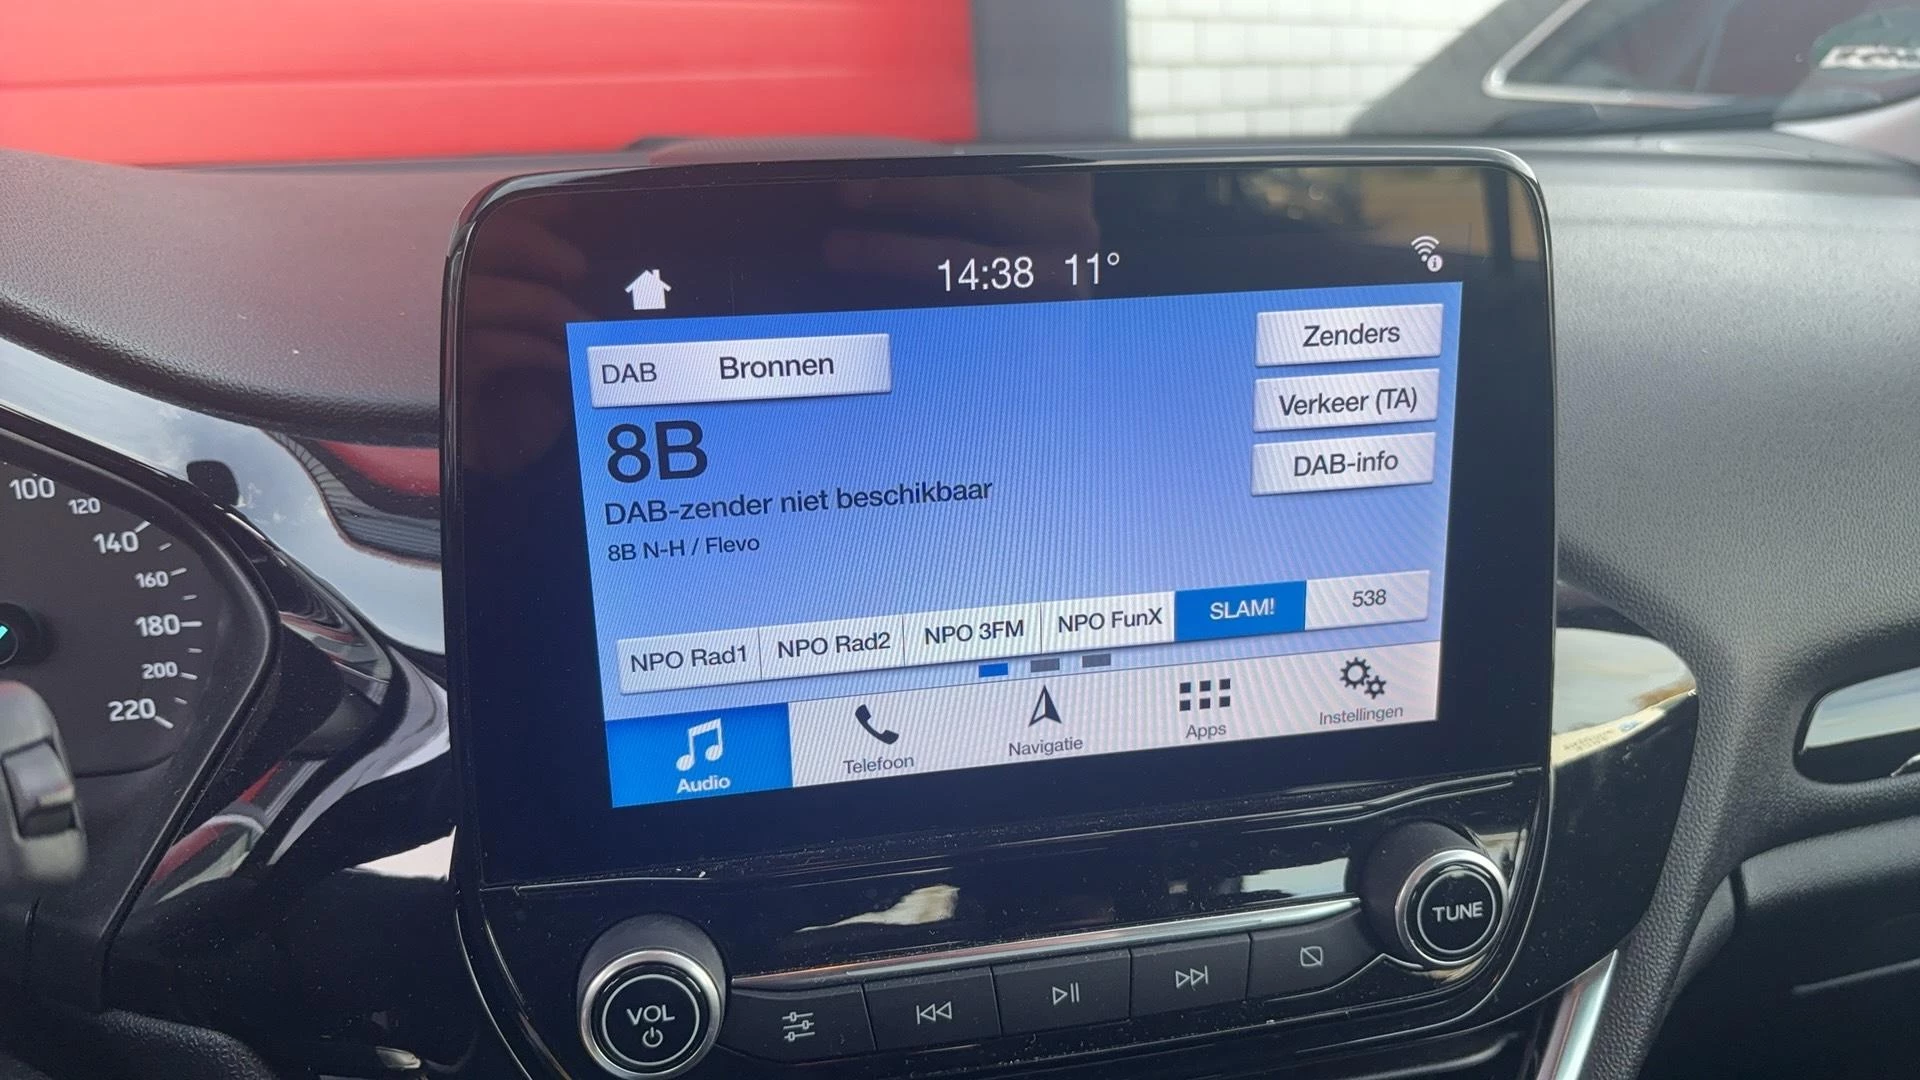 14:38 11°
DAB Bronnen
Zenders
Verkeer (TA)
DAB-info
8B
DAB-zender niet beschikbaar
8B N-H / Flevo
NPO Rad1 NPO Rad2 NPO 3FM NPO FunX SLAM! 538
Audio Telefoon Navigatie Apps Instellingen
100
120
140
160
180
200
220
VOL
TUNE